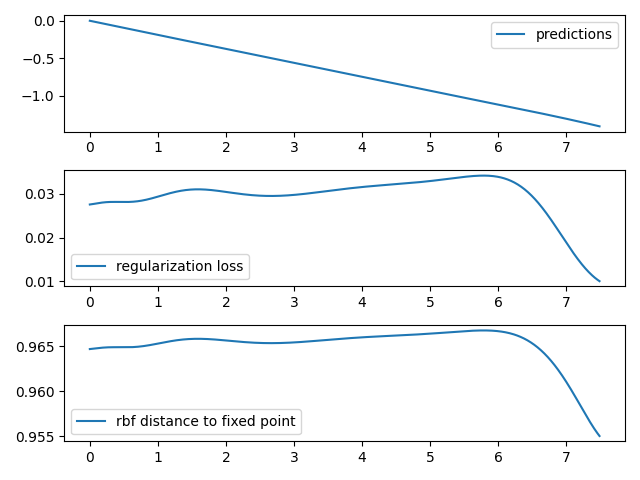 0.0
−0.5
−1.0
predictions
0 1 2 3 4 5 6 7
0.03
0.02
0.01
regularization loss
0 1 2 3 4 5 6 7
0.965
0.960
0.955
rbf distance to fixed point
0 1 2 3 4 5 6 7